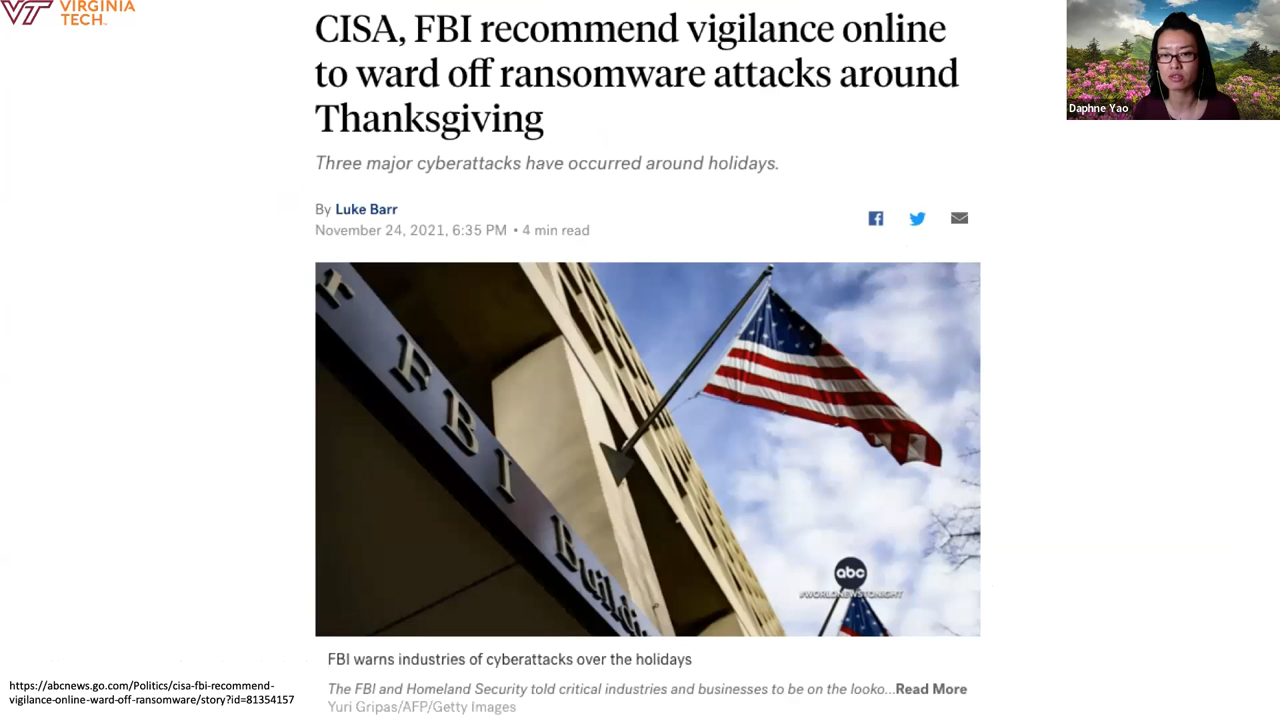 VT VIRGINIA
TECH
CISA, FBI recommend vigilance online
to ward off ransomware attacks around
Thanksgiving
Daphne Yao
Three major cyberattacks have occurred around holidays.
By Luke Barr
November 24, 2021, 6:35 PM • 4 min read
FBI Buildi
abc
#WORLDNEWSTONIGHT
FBI warns industries of cyberattacks over the holidays
The FBI and Homeland Security told critical industries and businesses to be on the looko...Read More
Yuri Gripas/AFP/Getty Images
https://abcnews.go.com/Politics/cisa-fbi-recommend-
vigilance-online-ward-off-ransomware/story?id=81354157